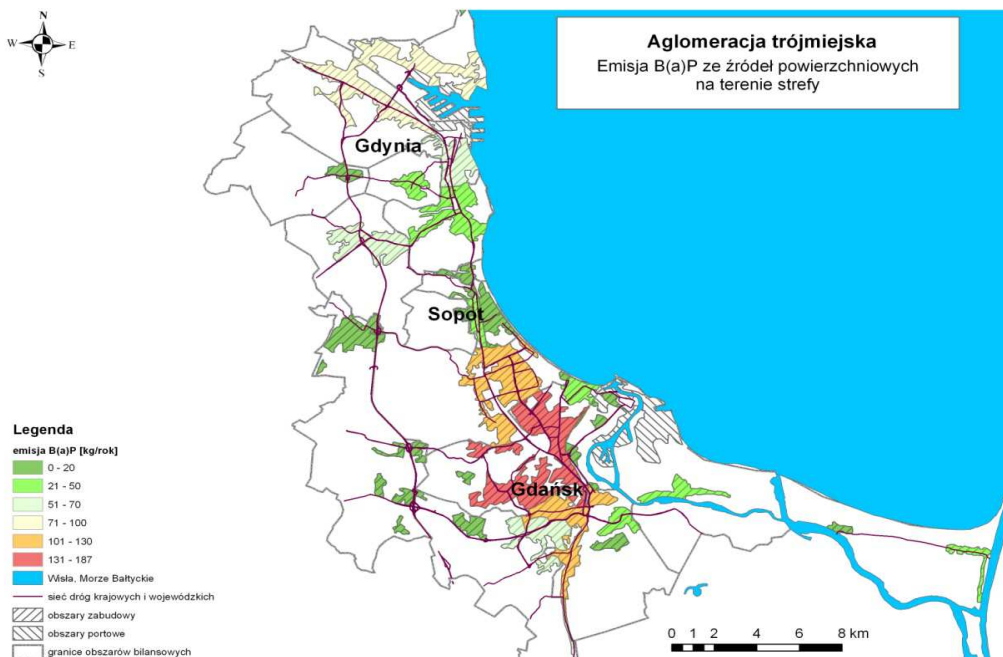 N
W E
S
Aglomeracja trójmiejska
Emisja B(a)P ze źródeł powierzchniowych
na terenie strefy
Gdynia
Sopot
Gdańsk
Legenda
emisja B(a)P [kg/rok]
0 - 20
21 - 50
51 - 70
71 - 100
101 - 130
131 - 187
Wisła, Morze Bałtyckie
sieć dróg krajowych i wojewódzkich
obszary zabudowy
obszary portowe
granice obszarów bilansowych
0 1 2 4 6 8 km